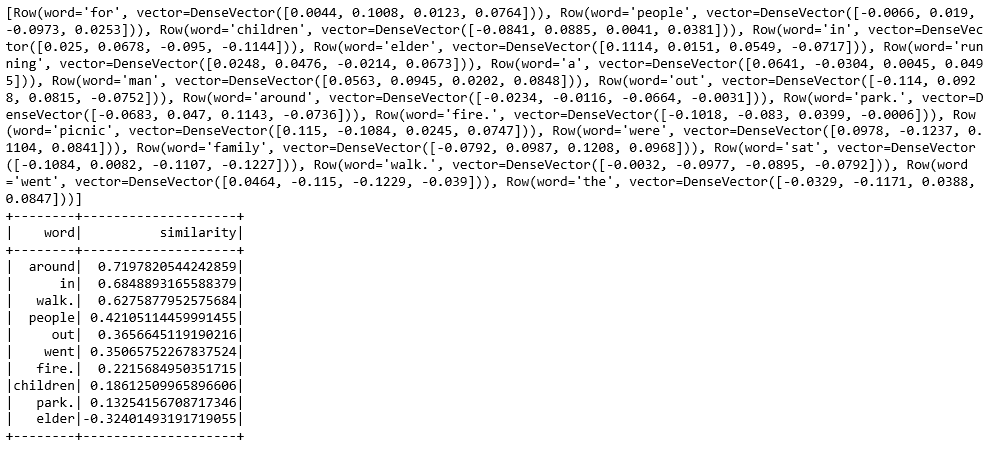 [Row(word='for', vector=DenseVector([0.0044, 0.1008, 0.0123, 0.0764])), Row(word='people', vector=DenseVector([-0.0066, 0.019,
-0.0973, 0.0253])), Row(word='children', vector=DenseVector([-0.0841, 0.0885, 0.0041, 0.0381])), Row(word='in', vector=DenseVec
tor([0.025, 0.0678, -0.095, -0.1144])), Row(word='elder', vector=DenseVector([0.1114, 0.0151, 0.0549, -0.0717])), Row(word='run
ning', vector=DenseVector([0.0248, 0.0476, -0.0214, 0.0673])), Row(word='a', vector=DenseVector([0.0641, -0.0304, 0.0045, 0.049
5])), Row(word='man', vector=DenseVector([0.0563, 0.0945, 0.0202, 0.0848])), Row(word='out', vector=DenseVector([-0.114, 0.092
8, 0.0815, -0.0752])), Row(word='around', vector=DenseVector([-0.0234, -0.0116, -0.0664, -0.0031])), Row(word='park.', vector=D
enseVector([-0.0683, 0.047, 0.1143, -0.0736])), Row(word='fire.', vector=DenseVector([-0.1018, -0.083, 0.0399, -0.0006])), Row
(word='picnic', vector=DenseVector([0.115, -0.1084, 0.0245, 0.0747])), Row(word='were', vector=DenseVector([0.0978, -0.1237, 0.
1104, 0.0841])), Row(word='family', vector=DenseVector([-0.0792, 0.0987, 0.1208, 0.0968])), Row(word='sat', vector=DenseVector
([-0.1084, 0.0082, -0.1107, -0.1227])), Row(word='walk.', vector=DenseVector([-0.0032, -0.0977, -0.0895, -0.0792])), Row(word
='went', vector=DenseVector([0.0464, -0.115, -0.1229, -0.039])), Row(word='the', vector=DenseVector([-0.0329, -0.1171, 0.0388,
0.0847]))]
+--------+--------------------+
|    word|          similarity|
+--------+--------------------+
|  around|  0.7197820544242859|
|      in|  0.6848893165588379|
|   walk.|  0.6275877952575684|
|  people| 0.42105114459991455|
|     out|  0.3656645119190216|
|    went| 0.35065752267837524|
|   fire.|  0.2215684950351715|
|children| 0.18612509965896606|
|   park.| 0.13254156708717346|
|   elder|-0.32401493191719055|
+--------+--------------------+